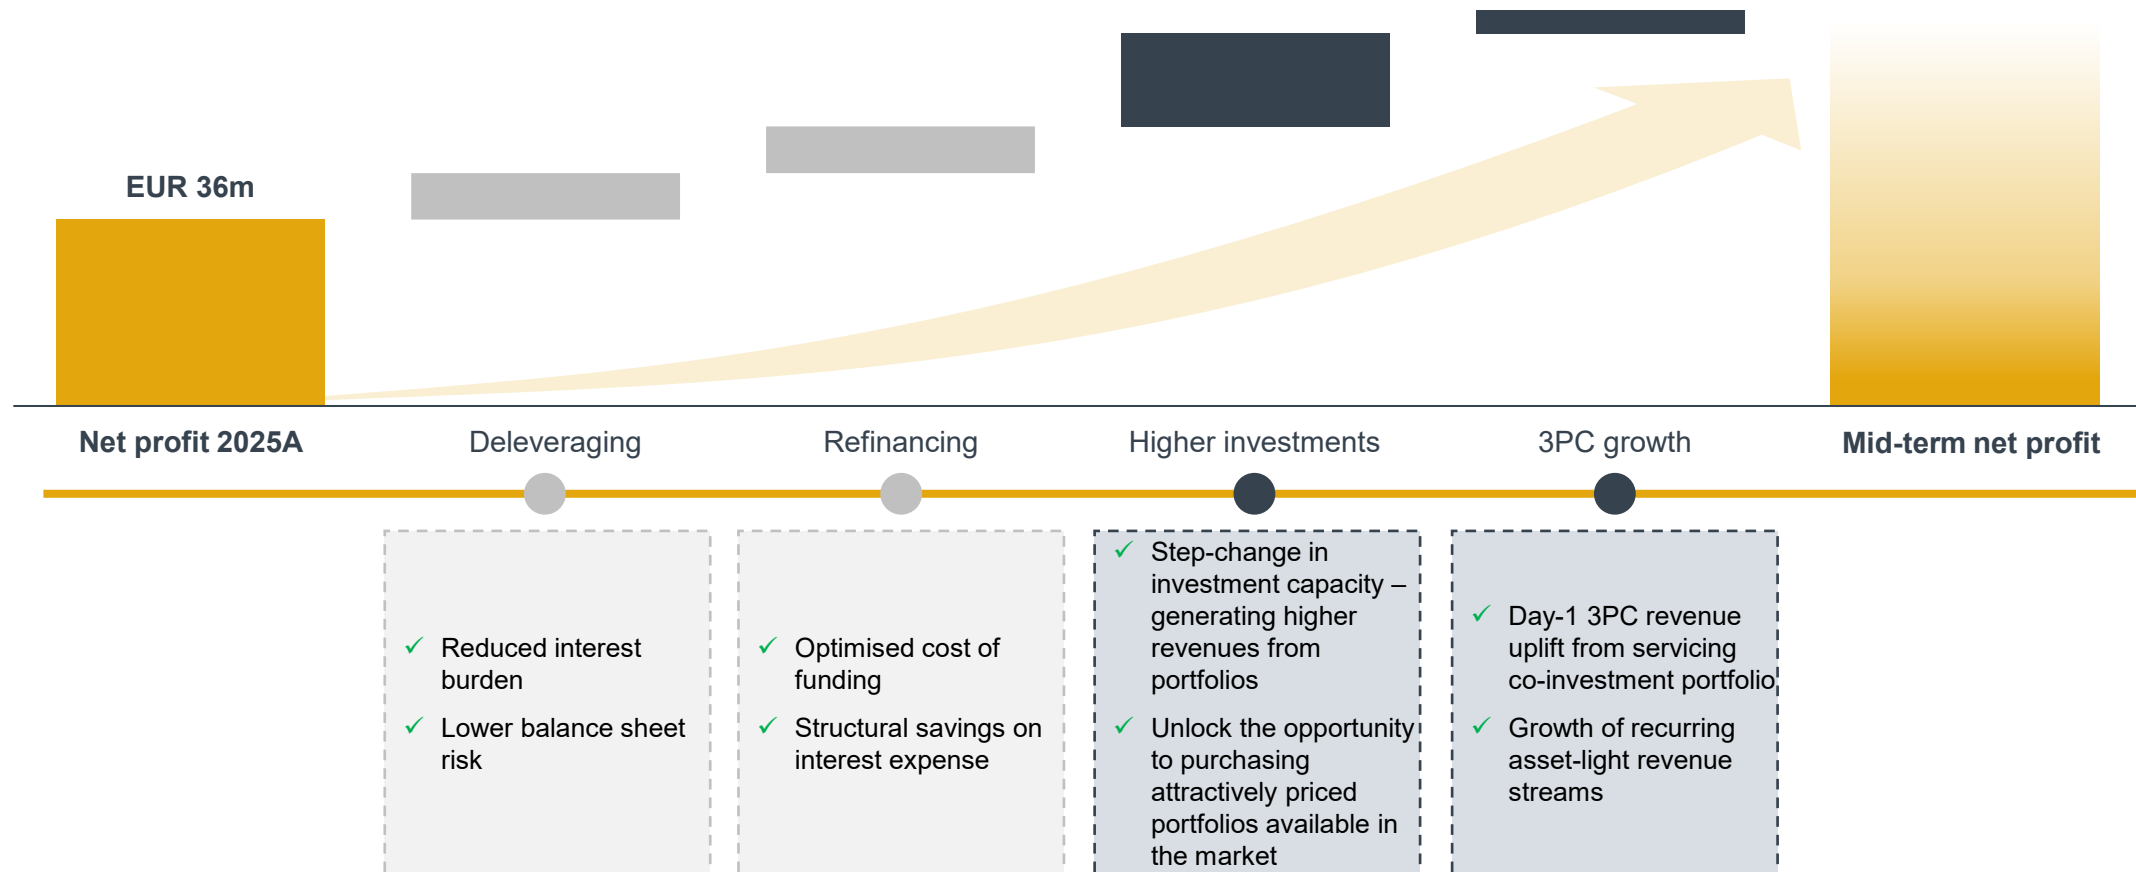 EUR 36m
Net profit 2025A
Deleveraging
Refinancing
Higher investments
3PC growth
Mid-term net profit
✓ Reduced interest
burden
✓ Lower balance sheet
risk
✓ Optimised cost of
funding
✓ Structural savings on
interest expense
✓ Step-change in
investment capacity –
generating higher
revenues from
portfolios
✓ Unlock the opportunity
to purchasing
attractively priced
portfolios available in
the market
✓ Day-1 3PC revenue
uplift from servicing
co-investment portfolio
✓ Growth of recurring
asset-light revenue
streams